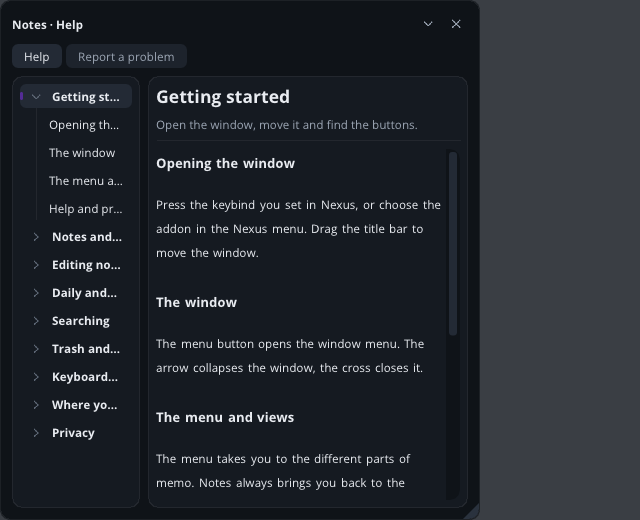 Notes · Help
Help
Report a problem
Getting st...
Opening th...
The window
The menu a...
Help and pr...
Notes and...
Editing no...
Daily and...
Searching
Trash and...
Keyboard...
Where yo...
Privacy
Getting started
Open the window, move it and find the buttons.
Opening the window
Press the keybind you set in Nexus, or choose the
addon in the Nexus menu. Drag the title bar to
move the window.
The window
The menu button opens the window menu. The
arrow collapses the window, the cross closes it.
The menu and views
The menu takes you to the different parts of
memo. Notes always brings you back to the